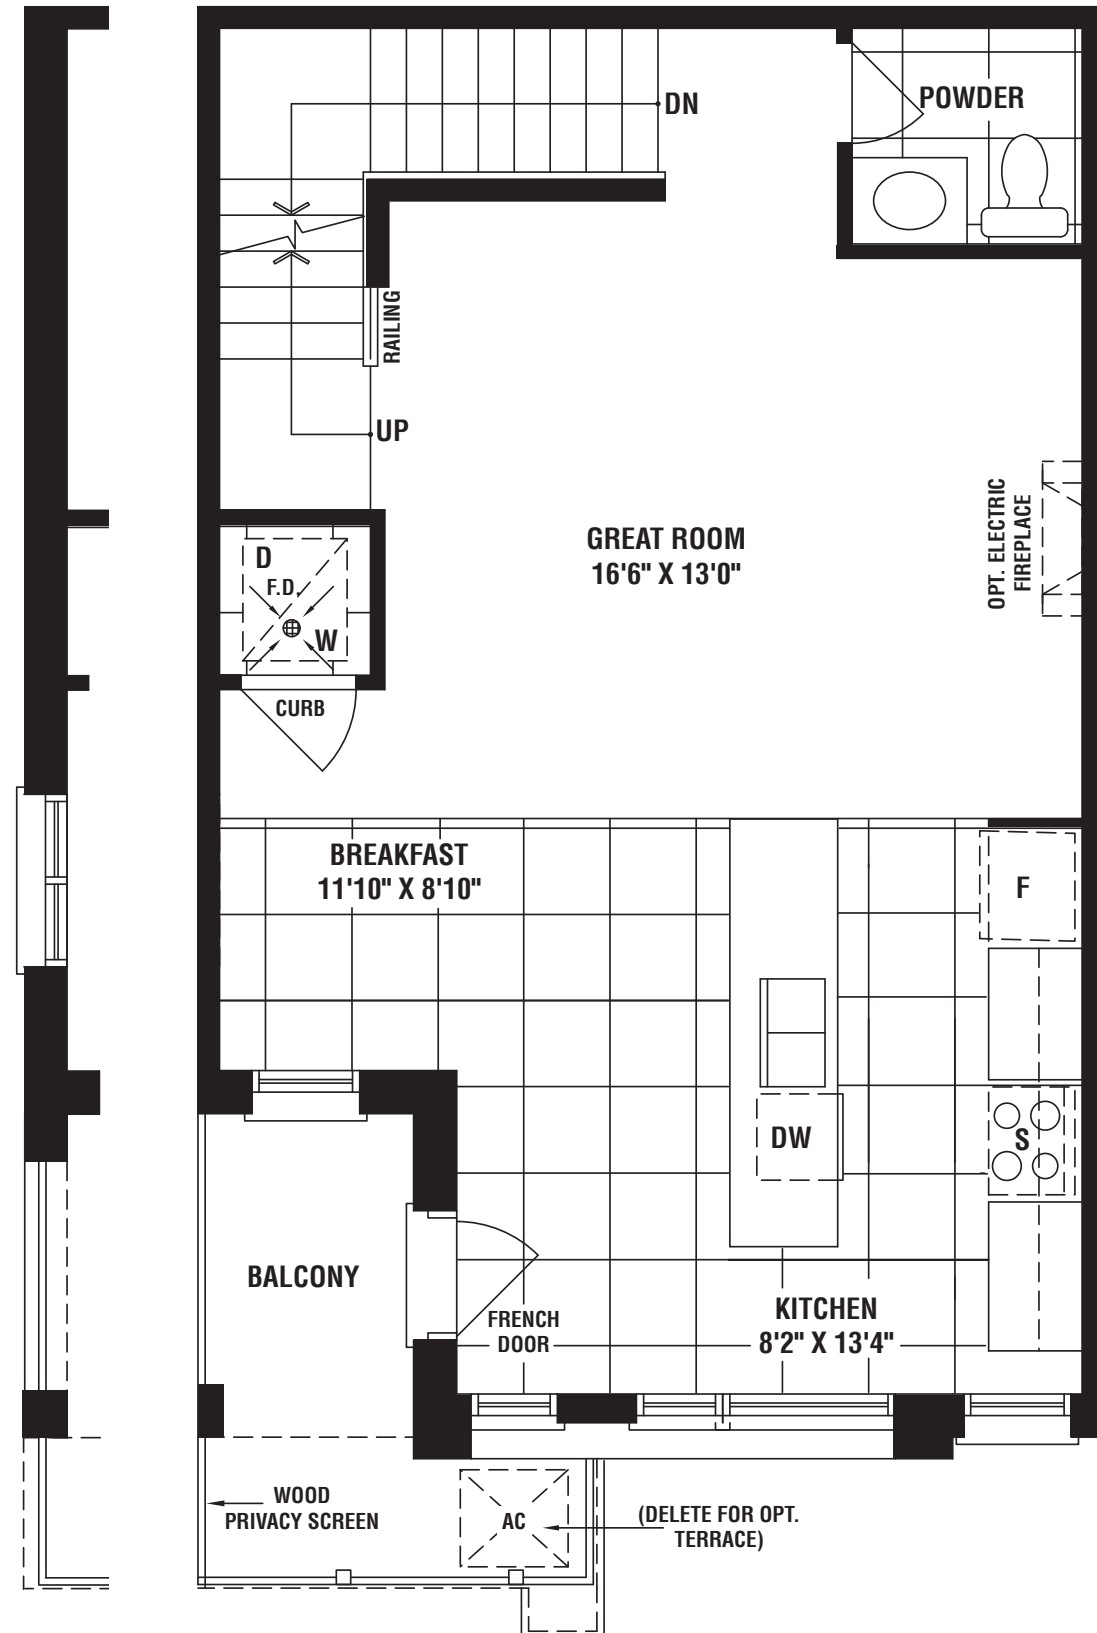 DN
POWDER
RAILING
UP
GREAT ROOM
16'6" X 13'0"
OPT. ELECTRIC
FIREPLACE
D
F.D.
W
CURB
BREAKFAST
11'10" X 8'10"
F
DW
S
BALCONY
FRENCH
DOOR
KITCHEN
8'2" X 13'4"
WOOD
PRIVACY SCREEN
AC
(DELETE FOR OPT.
TERRACE)